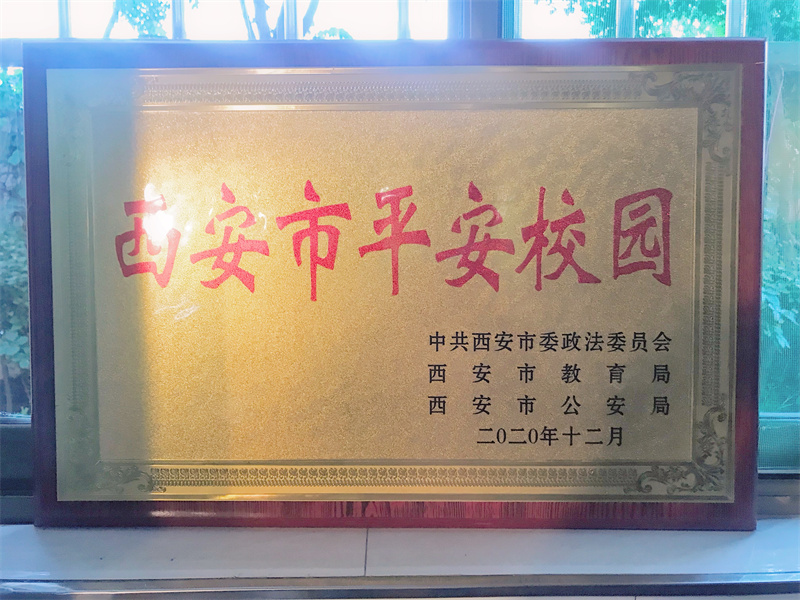 西安市平安校园
中共西安市委政法委员会
西安市教育局
西安市公安局
二〇二〇年十二月